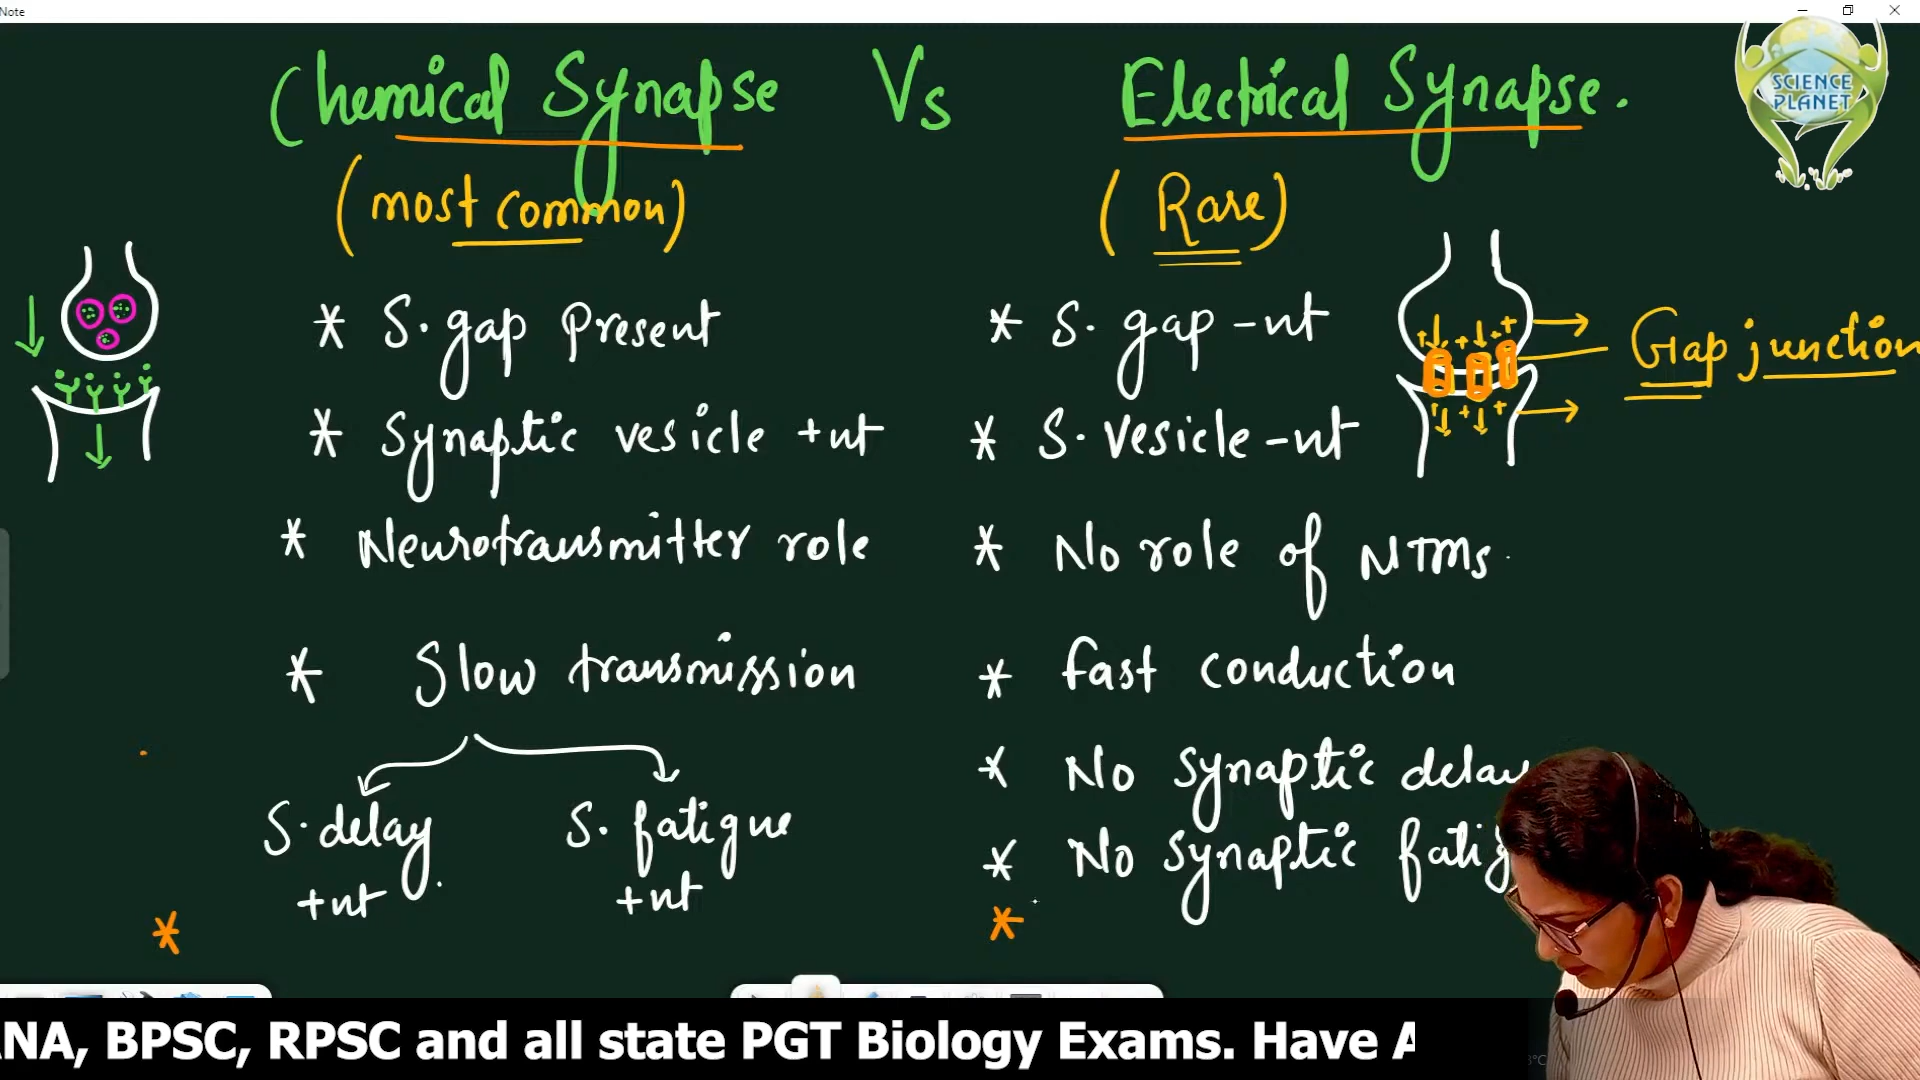 Note
Chemical Synapse Vs Electrical Synapse.
SCIENCE
PLANET
(most common)
(Rare)
* S. gap present
* S. gap -nt
Gap junction
* Synaptic vesicle +nt
* S. vesicle -nt
* Neurotransmitter role
* No role of NTMs.
* Slow transmission
* fast conduction
* No synaptic delay
S. delay
+nt
S. fatigue
+nt
* No synaptic fatig
*
*
NA, BPSC, RPSC and all state PGT Biology Exams. Have A